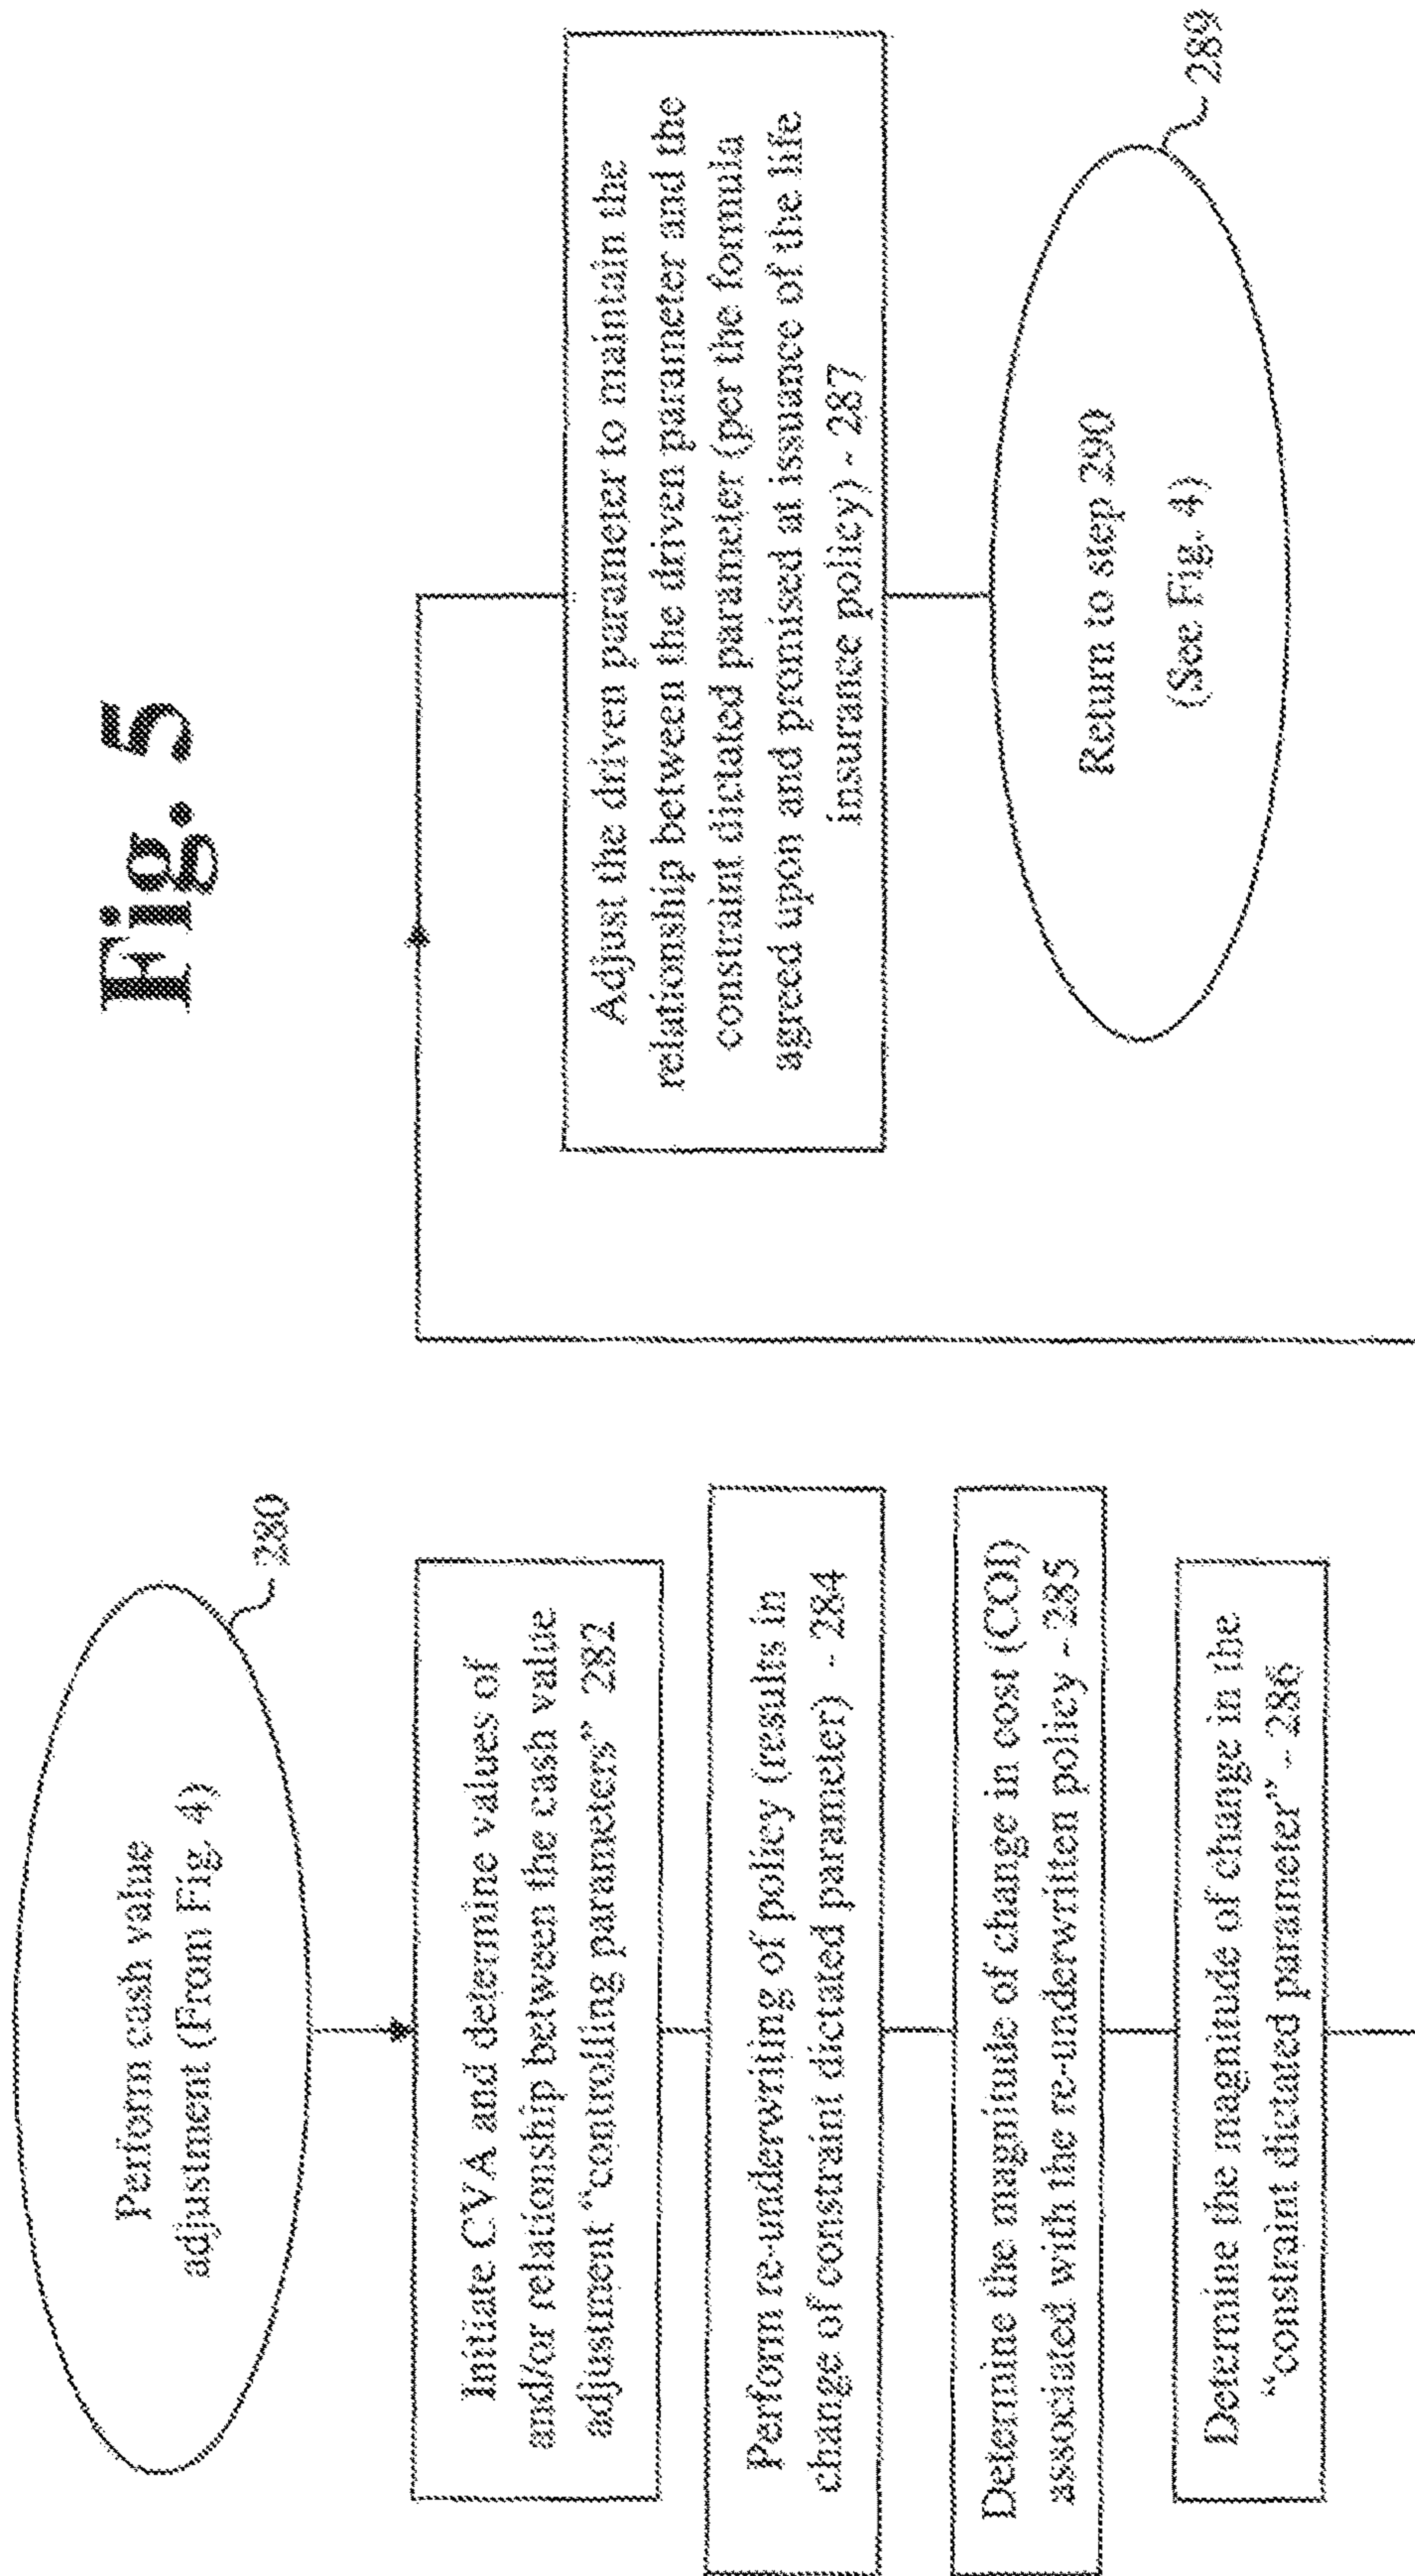 Fig. 5
Perform cash value
adjustment (From Fig. 4)
280
Initiate CVA and determine values of
and/or relationship between the cash value
adjustment “controlling parameters” 282
Perform re-underwriting of policy (results in
change of constraint dictated parameter) - 284
Determine the magnitude of change in cost (COI)
associated with the re-underwritten policy - 285
Determine the magnitude of change in the
“constraint dictated parameter” - 286
Adjust the driven parameter to maintain the
relationship between the driven parameter and the
constraint dictated parameter (per the formula
agreed upon and promised at issuance of the life
insurance policy) - 287
Return to step 290
(See Fig. 4)
289